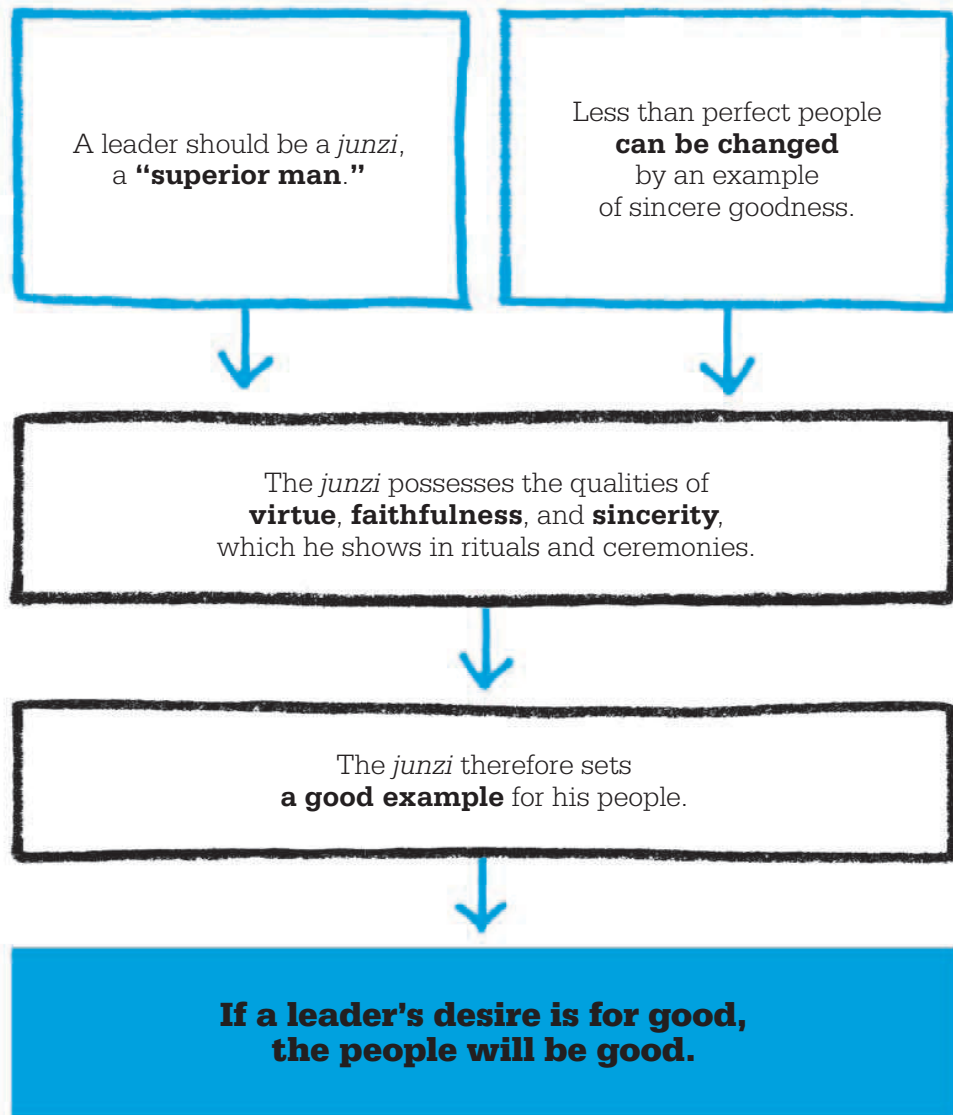 A leader should be a junzi,
a “superior man.”
Less than perfect people
can be changed
by an example
of sincere goodness.
The junzi possesses the qualities of
virtue, faithfulness, and sincerity,
which he shows in rituals and ceremonies.
The junzi therefore sets
a good example for his people.
If a leader’s desire is for good,
the people will be good.